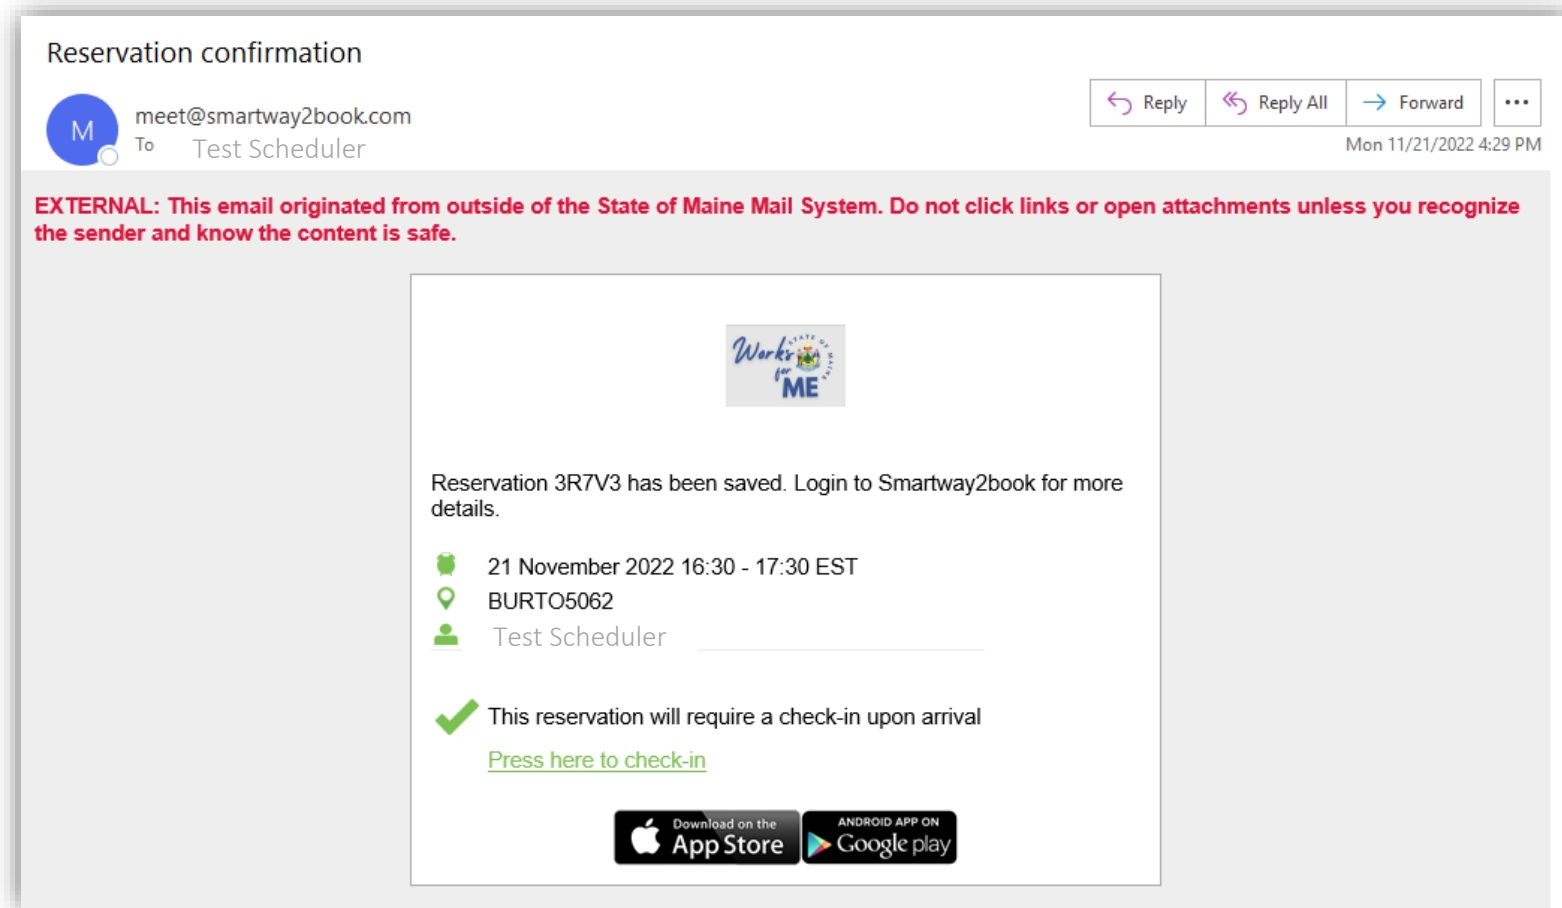 Reservation confirmation
M
meet@smartway2book.com
To Test Scheduler
Reply Reply All Forward
Mon 11/21/2022 4:29 PM
EXTERNAL: This email originated from outside of the State of Maine Mail System. Do not click links or open attachments unless you recognize
the sender and know the content is safe.
Works
for
ME
STATE OF MAINE
Reservation 3R7V3 has been saved. Login to Smartway2book for more
details.
21 November 2022 16:30 - 17:30 EST
BURTO5062
Test Scheduler
This reservation will require a check-in upon arrival
Press here to check-in
Download on the
App Store
ANDROID APP ON
Google play